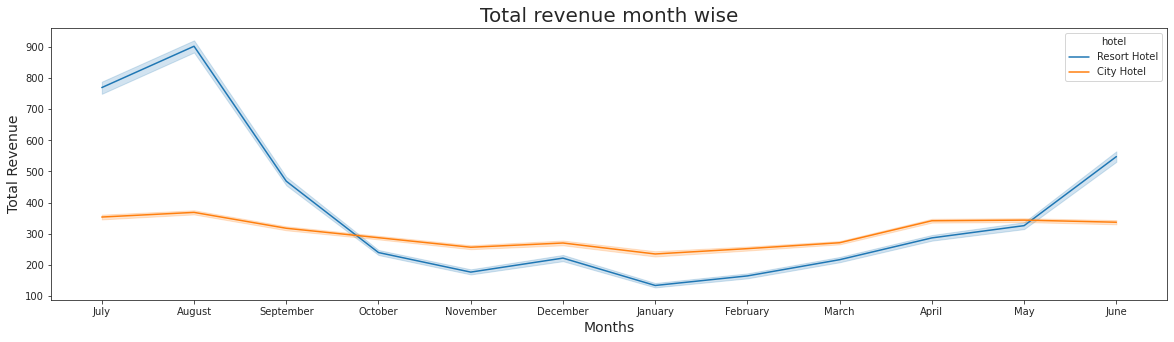 Total revenue month wise
hotel
Resort Hotel
City Hotel
Total Revenue
900
800
700
600
500
400
300
200
100
July August September October November December January February March April May June
Months